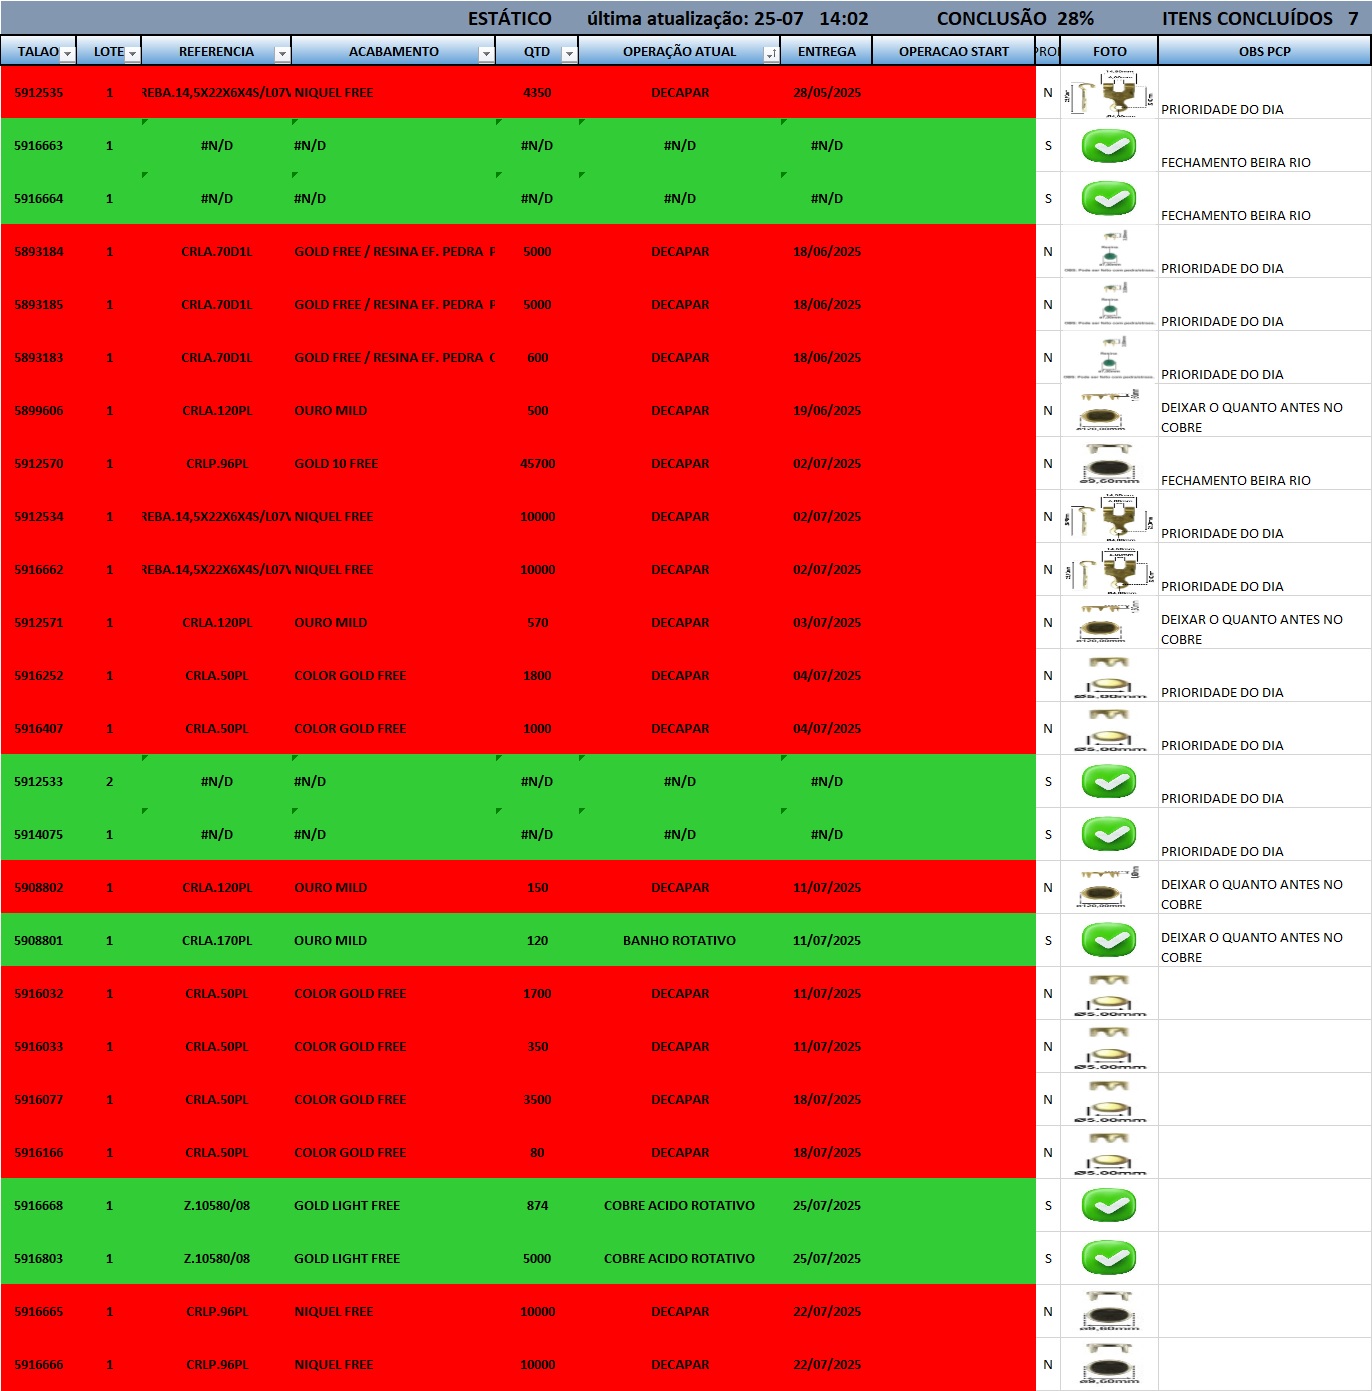 ESTÁTICO última atualização: 25-07 14:02 CONCLUSÃO 28% ITENS CONCLUÍDOS 7
TALAO LOTE REFERENCIA ACABAMENTO QTD OPERAÇÃO ATUAL ENTREGA OPERACAO START PROI FOTO OBS PCP
5912535 1 REBA.14,5X22X6X4S/L07\ NIQUEL FREE 4350 DECAPAR 28/05/2025 N PRIORIDADE DO DIA
5916663 1 #N/D #N/D #N/D #N/D #N/D S FECHAMENTO BEIRA RIO
5916664 1 #N/D #N/D #N/D #N/D #N/D S FECHAMENTO BEIRA RIO
5893184 1 CRLA.70D1L GOLD FREE / RESINA EF. PEDRA F 5000 DECAPAR 18/06/2025 N PRIORIDADE DO DIA
5893185 1 CRLA.70D1L GOLD FREE / RESINA EF. PEDRA F 5000 DECAPAR 18/06/2025 N PRIORIDADE DO DIA
5893183 1 CRLA.70D1L GOLD FREE / RESINA EF. PEDRA C 600 DECAPAR 18/06/2025 N PRIORIDADE DO DIA
5899606 1 CRLA.120PL OURO MILD 500 DECAPAR 19/06/2025 N DEIXAR O QUANTO ANTES NO
COBRE
5912570 1 CRLP.96PL GOLD 10 FREE 45700 DECAPAR 02/07/2025 N FECHAMENTO BEIRA RIO
5912534 1 REBA.14,5X22X6X4S/L07\ NIQUEL FREE 10000 DECAPAR 02/07/2025 N PRIORIDADE DO DIA
5916662 1 REBA.14,5X22X6X4S/L07\ NIQUEL FREE 10000 DECAPAR 02/07/2025 N PRIORIDADE DO DIA
5912571 1 CRLA.120PL OURO MILD 570 DECAPAR 03/07/2025 N DEIXAR O QUANTO ANTES NO
COBRE
5916252 1 CRLA.50PL COLOR GOLD FREE 1800 DECAPAR 04/07/2025 N Ø5.00mm PRIORIDADE DO DIA
5916407 1 CRLA.50PL COLOR GOLD FREE 1000 DECAPAR 04/07/2025 N Ø5.00mm PRIORIDADE DO DIA
5912533 2 #N/D #N/D #N/D #N/D #N/D S PRIORIDADE DO DIA
5914075 1 #N/D #N/D #N/D #N/D #N/D S PRIORIDADE DO DIA
5908802 1 CRLA.120PL OURO MILD 150 DECAPAR 11/07/2025 N DEIXAR O QUANTO ANTES NO
COBRE
5908801 1 CRLA.170PL OURO MILD 120 BANHO ROTATIVO 11/07/2025 S DEIXAR O QUANTO ANTES NO
COBRE
5916032 1 CRLA.50PL COLOR GOLD FREE 1700 DECAPAR 11/07/2025 N Ø5.00mm
5916033 1 CRLA.50PL COLOR GOLD FREE 350 DECAPAR 11/07/2025 N Ø5.00mm
5916077 1 CRLA.50PL COLOR GOLD FREE 3500 DECAPAR 18/07/2025 N Ø5.00mm
5916166 1 CRLA.50PL COLOR GOLD FREE 80 DECAPAR 18/07/2025 N Ø5.00mm
5916668 1 Z.10580/08 GOLD LIGHT FREE 874 COBRE ACIDO ROTATIVO 25/07/2025 S
5916803 1 Z.10580/08 GOLD LIGHT FREE 5000 COBRE ACIDO ROTATIVO 25/07/2025 S
5916665 1 CRLP.96PL NIQUEL FREE 10000 DECAPAR 22/07/2025 N
5916666 1 CRLP.96PL NIQUEL FREE 10000 DECAPAR 22/07/2025 N